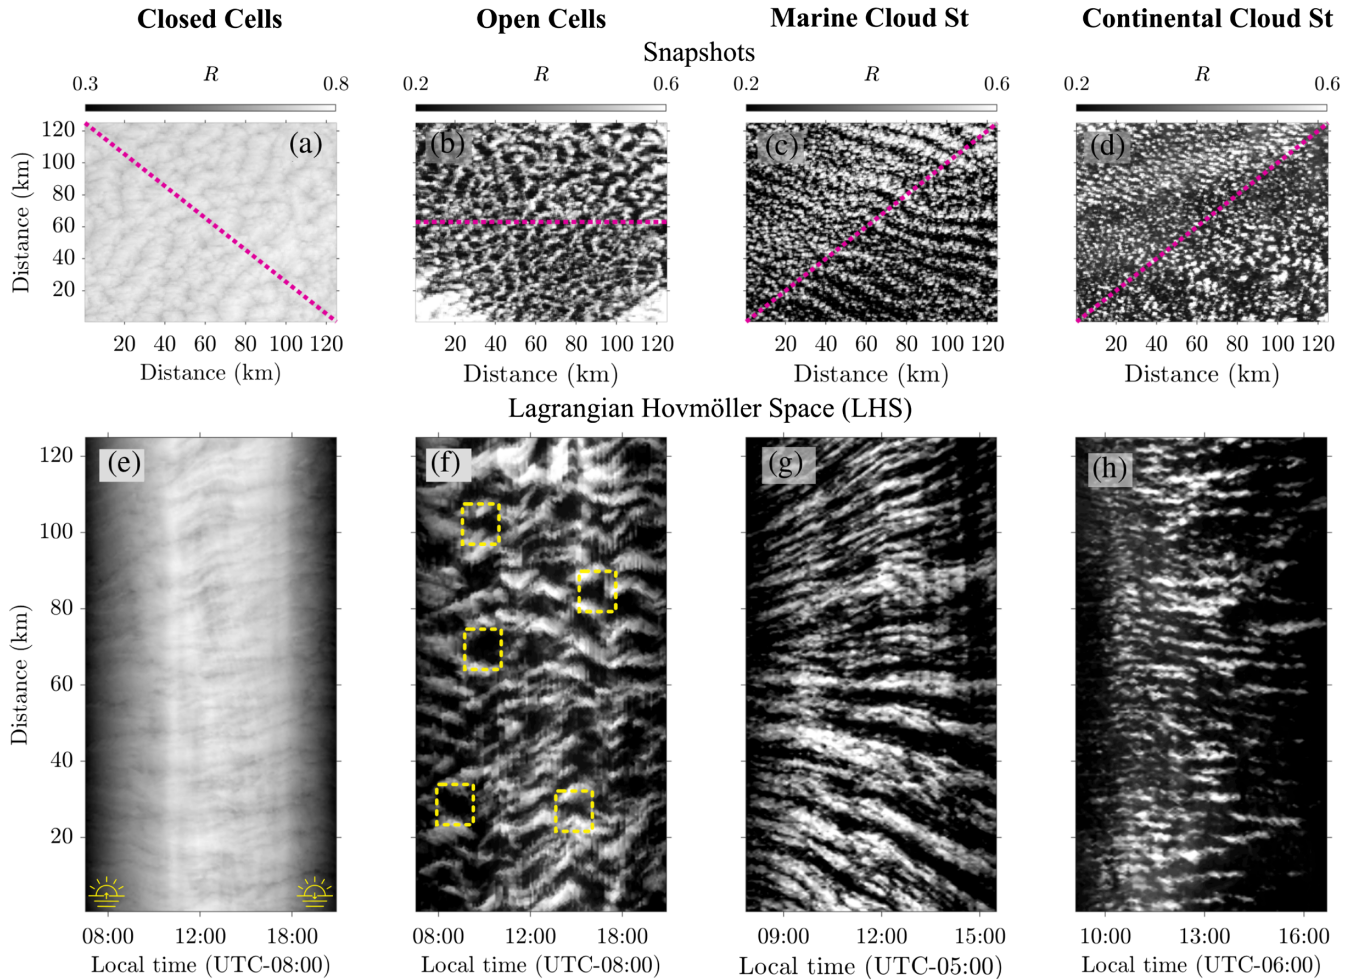 Closed Cells Open Cells Marine Cloud St Continental Cloud St
Snapshots
R R R R
0.3 0.8 0.2 0.6 0.2 0.6 0.2 0.6
(a) (b) (c) (d)
120
100
80
60
40
20
Distance (km)
20 40 60 80 100 120 20 40 60 80 100 120 20 40 60 80 100 120 20 40 60 80 100 120
Distance (km) Distance (km) Distance (km) Distance (km)
Lagrangian Hovmöller Space (LHS)
(e) (f) (g) (h)
120
100
80
60
40
20
Distance (km)
08:00 12:00 18:00 08:00 12:00 18:00 09:00 12:00 15:00 10:00 13:00 16:00
Local time (UTC-08:00) Local time (UTC-08:00) Local time (UTC-05:00) Local time (UTC-06:00)